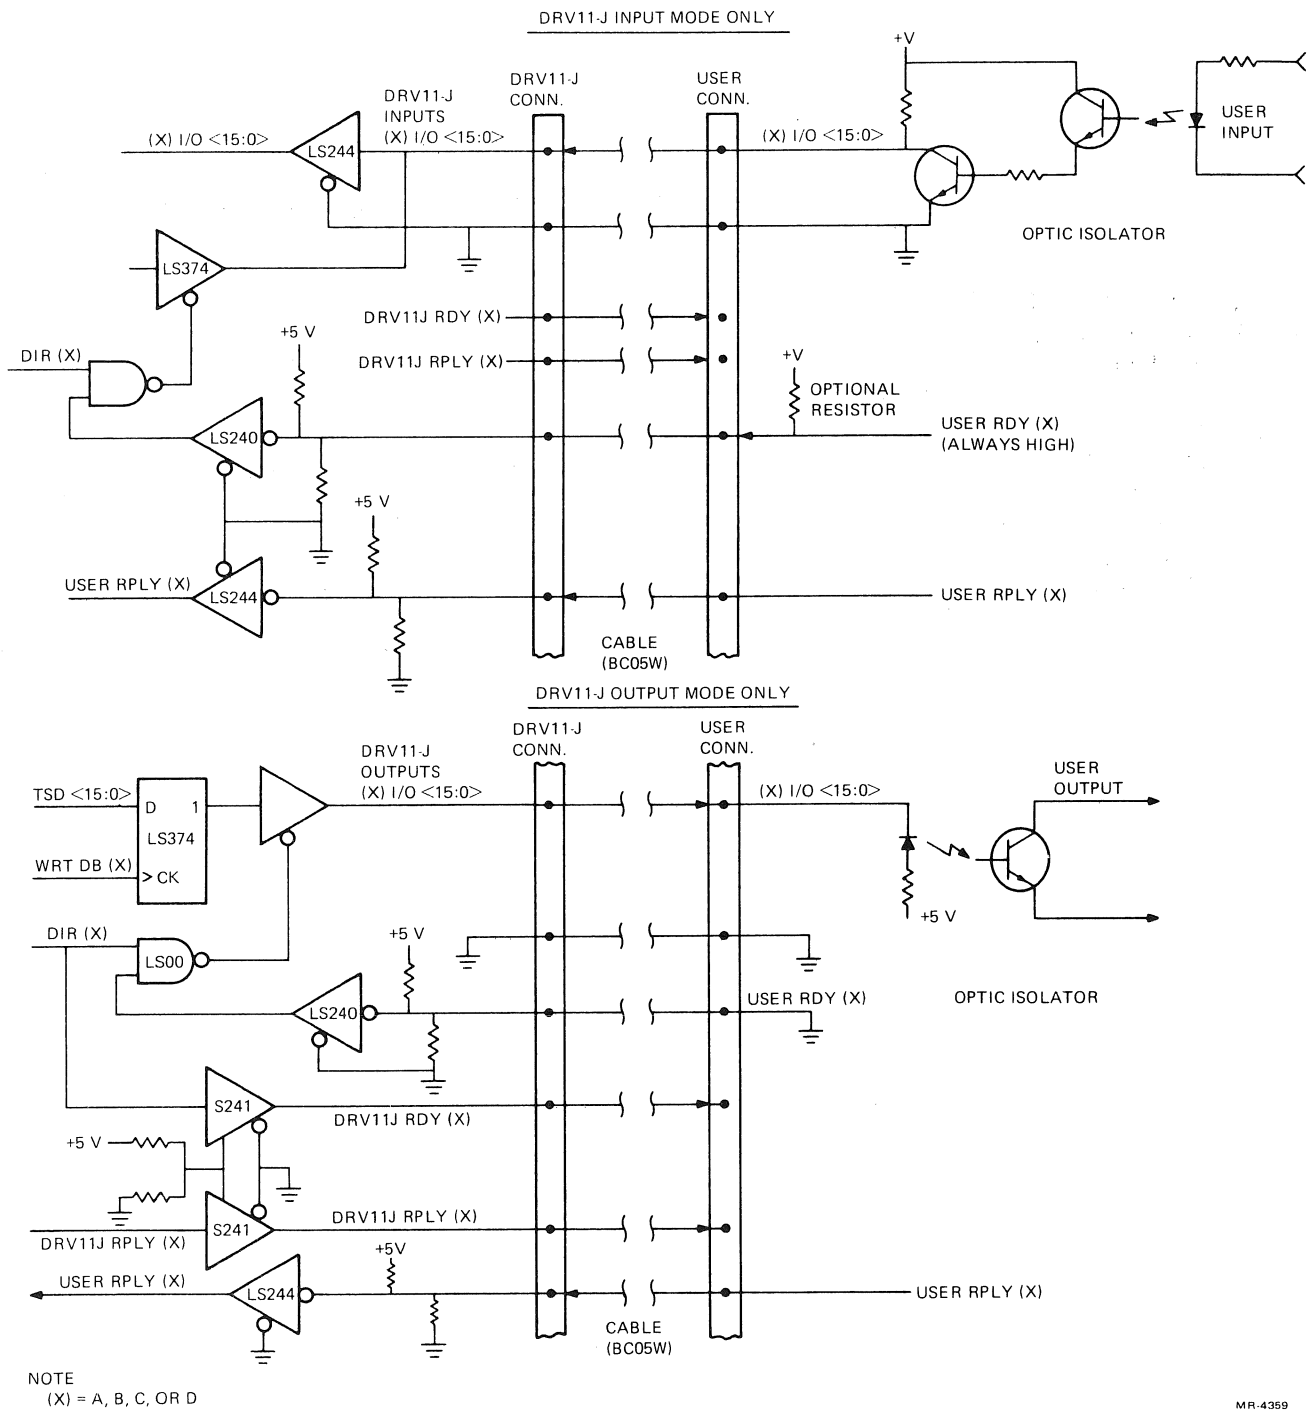 DRV11-J INPUT MODE ONLY
+V
DRV11-J
CONN.
USER
CONN.
DRV11-J
INPUTS
(X) I/O <15:0>
(X) I/O <15:0>
LS244
(X) I/O <15:0>
USER
INPUT
OPTIC ISOLATOR
LS374
DRV11J RDY (X)
+5 V
DIR (X)
DRV11J RPLY (X)
+V
OPTIONAL
RESISTOR
LS240
USER RDY (X)
(ALWAYS HIGH)
+5 V
USER RPLY (X)
LS244
USER RPLY (X)
CABLE
(BC05W)
DRV11-J OUTPUT MODE ONLY
DRV11-J
CONN.
USER
CONN.
DRV11-J
OUTPUTS
(X) I/O <15:0>
TSD <15:0>
D 1
LS374
WRT DB (X)
>CK
(X) I/O <15:0>
USER
OUTPUT
+5 V
DIR (X)
LS00
+5 V
LS240
USER RDY (X)
OPTIC ISOLATOR
S241
DRV11J RDY (X)
+5 V
S241
DRV11J RPLY (X)
DRV11J RPLY (X)
+5V
USER RPLY (X)
LS244
USER RPLY (X)
CABLE
(BC05W)
NOTE
(X) = A, B, C, OR D
MR-4359